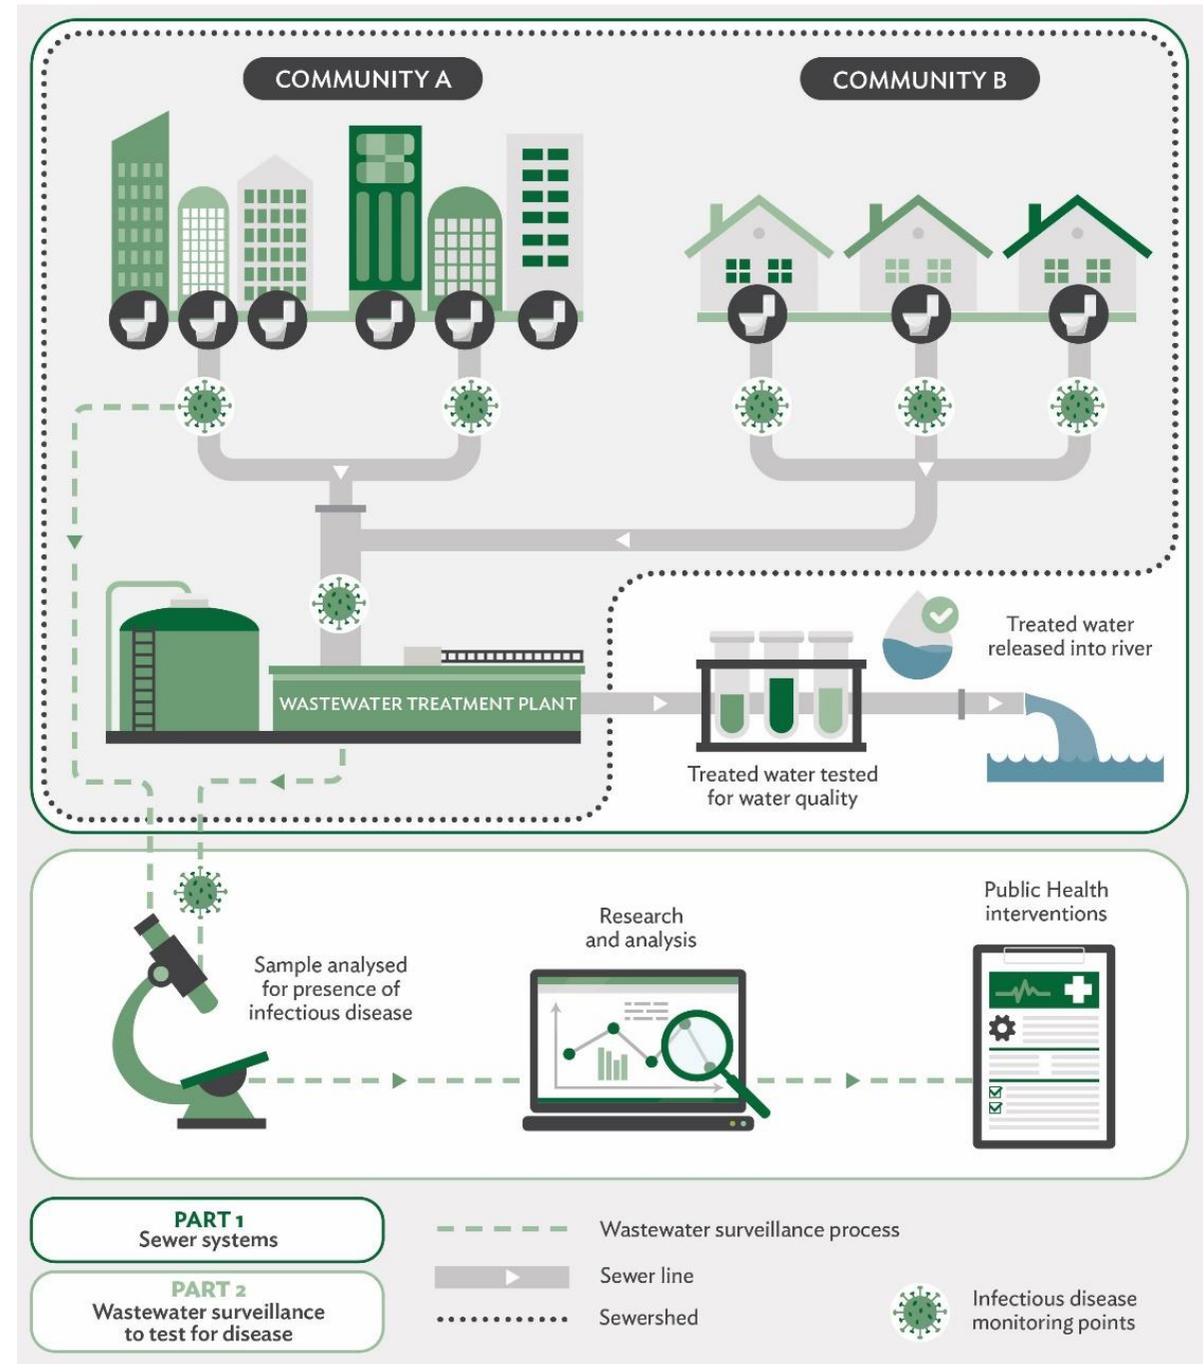 COMMUNITY A
COMMUNITY B
WASTEWATER TREATMENT PLANT
Treated water
released into river
Treated water tested
for water quality
Sample analysed
for presence of
infectious disease
Research
and analysis
Public Health
interventions
PART 1
Sewer systems
PART 2
Wastewater surveillance
to test for disease
Wastewater surveillance process
Sewer line
Sewershed
Infectious disease
monitoring points